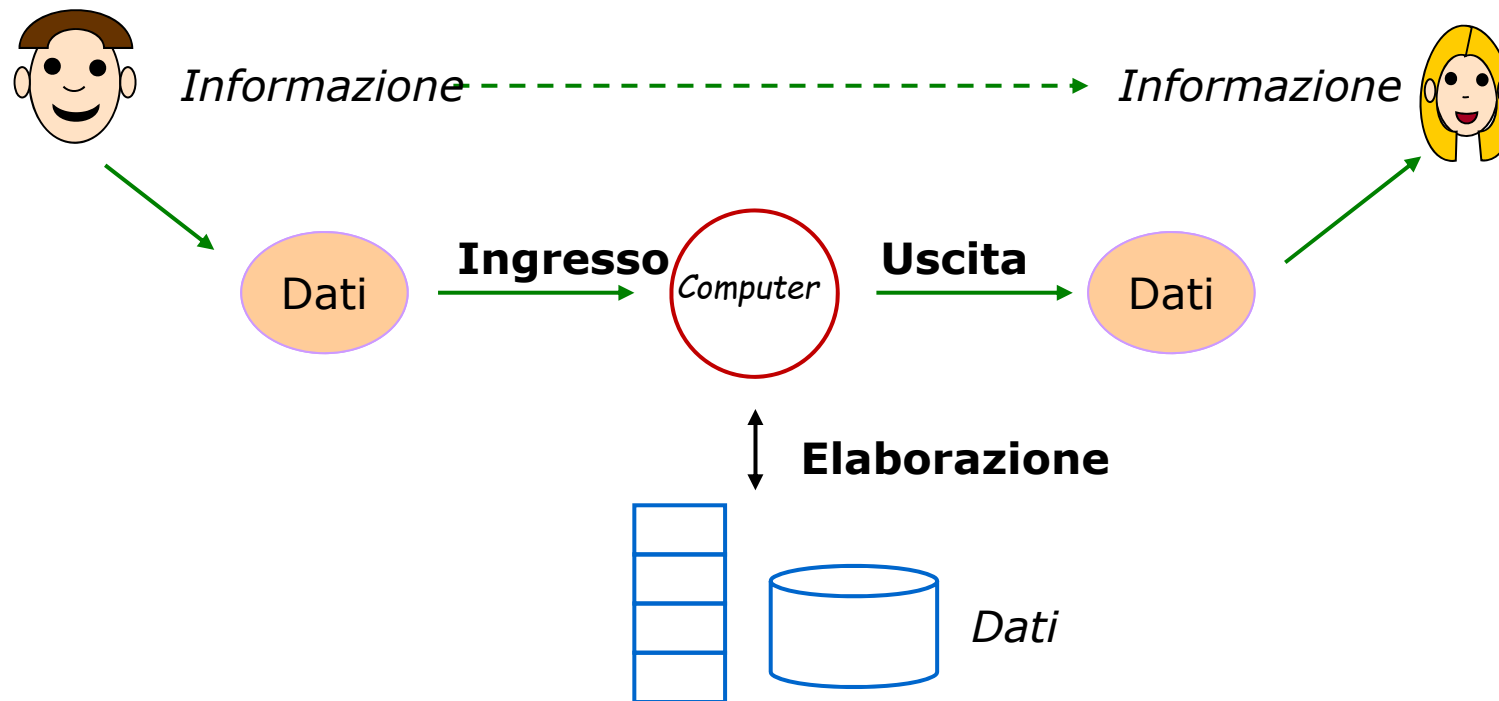 Informazione
Informazione
Ingresso
Uscita
Dati
Computer
Dati
Elaborazione
Dati